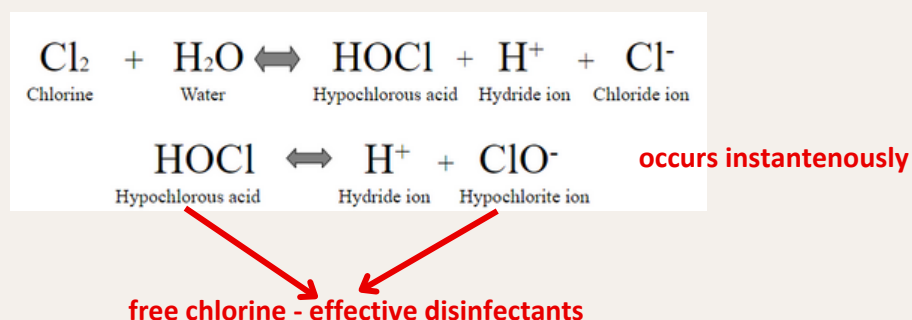 Cl₂ + H₂O ⇔ HOCl + H⁺ + Cl⁻
Chlorine Water Hypochlorous acid Hydride ion Chloride ion
HOCl ⇔ H⁺ + ClO⁻ occurs instantenously
Hypochlorous acid Hydride ion Hypochlorite ion
free chlorine - effective disinfectants